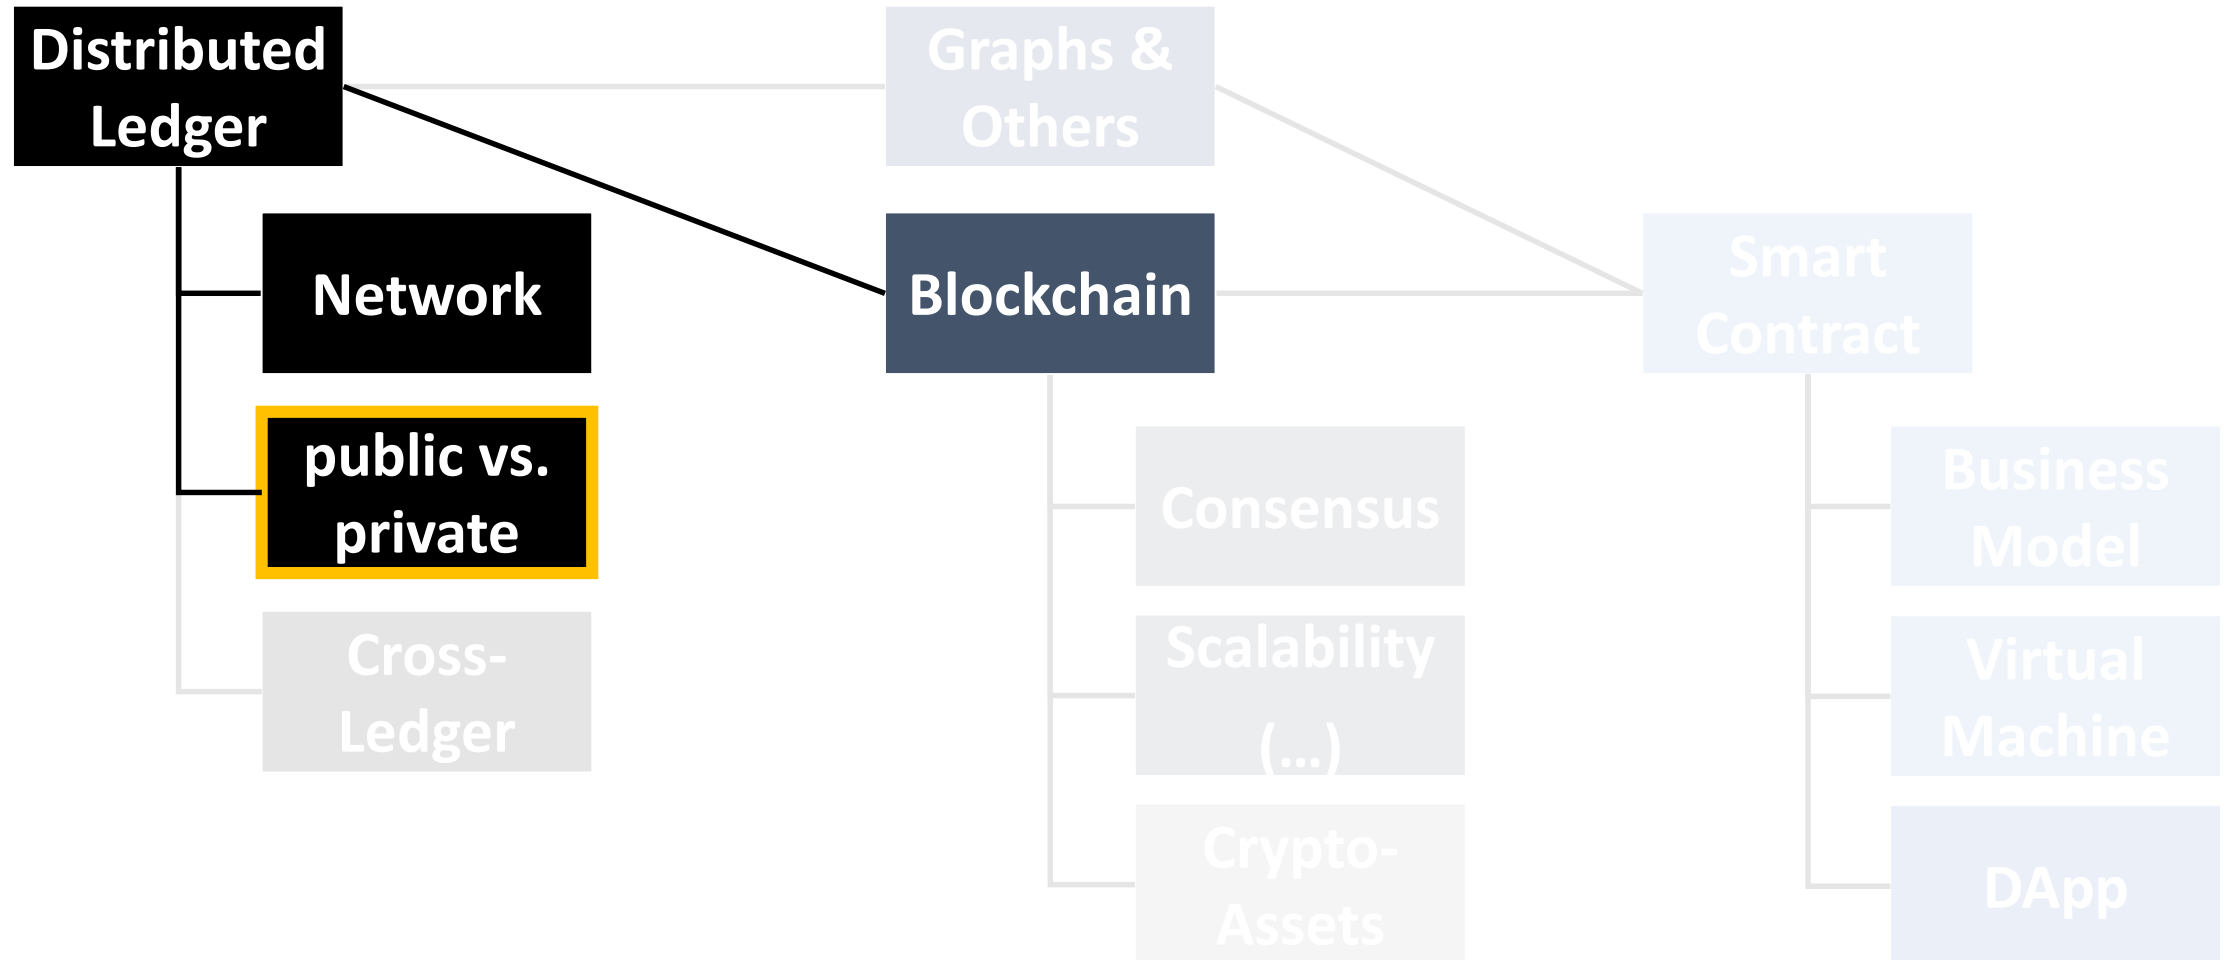 Distributed
Ledger
Graphs &
Others
Network
Blockchain
Smart
Contract
public vs.
private
Consensus
Business
Model
Cross-
Ledger
Scalability
(...)
Virtual
Machine
Crypto-
Assets
DApp